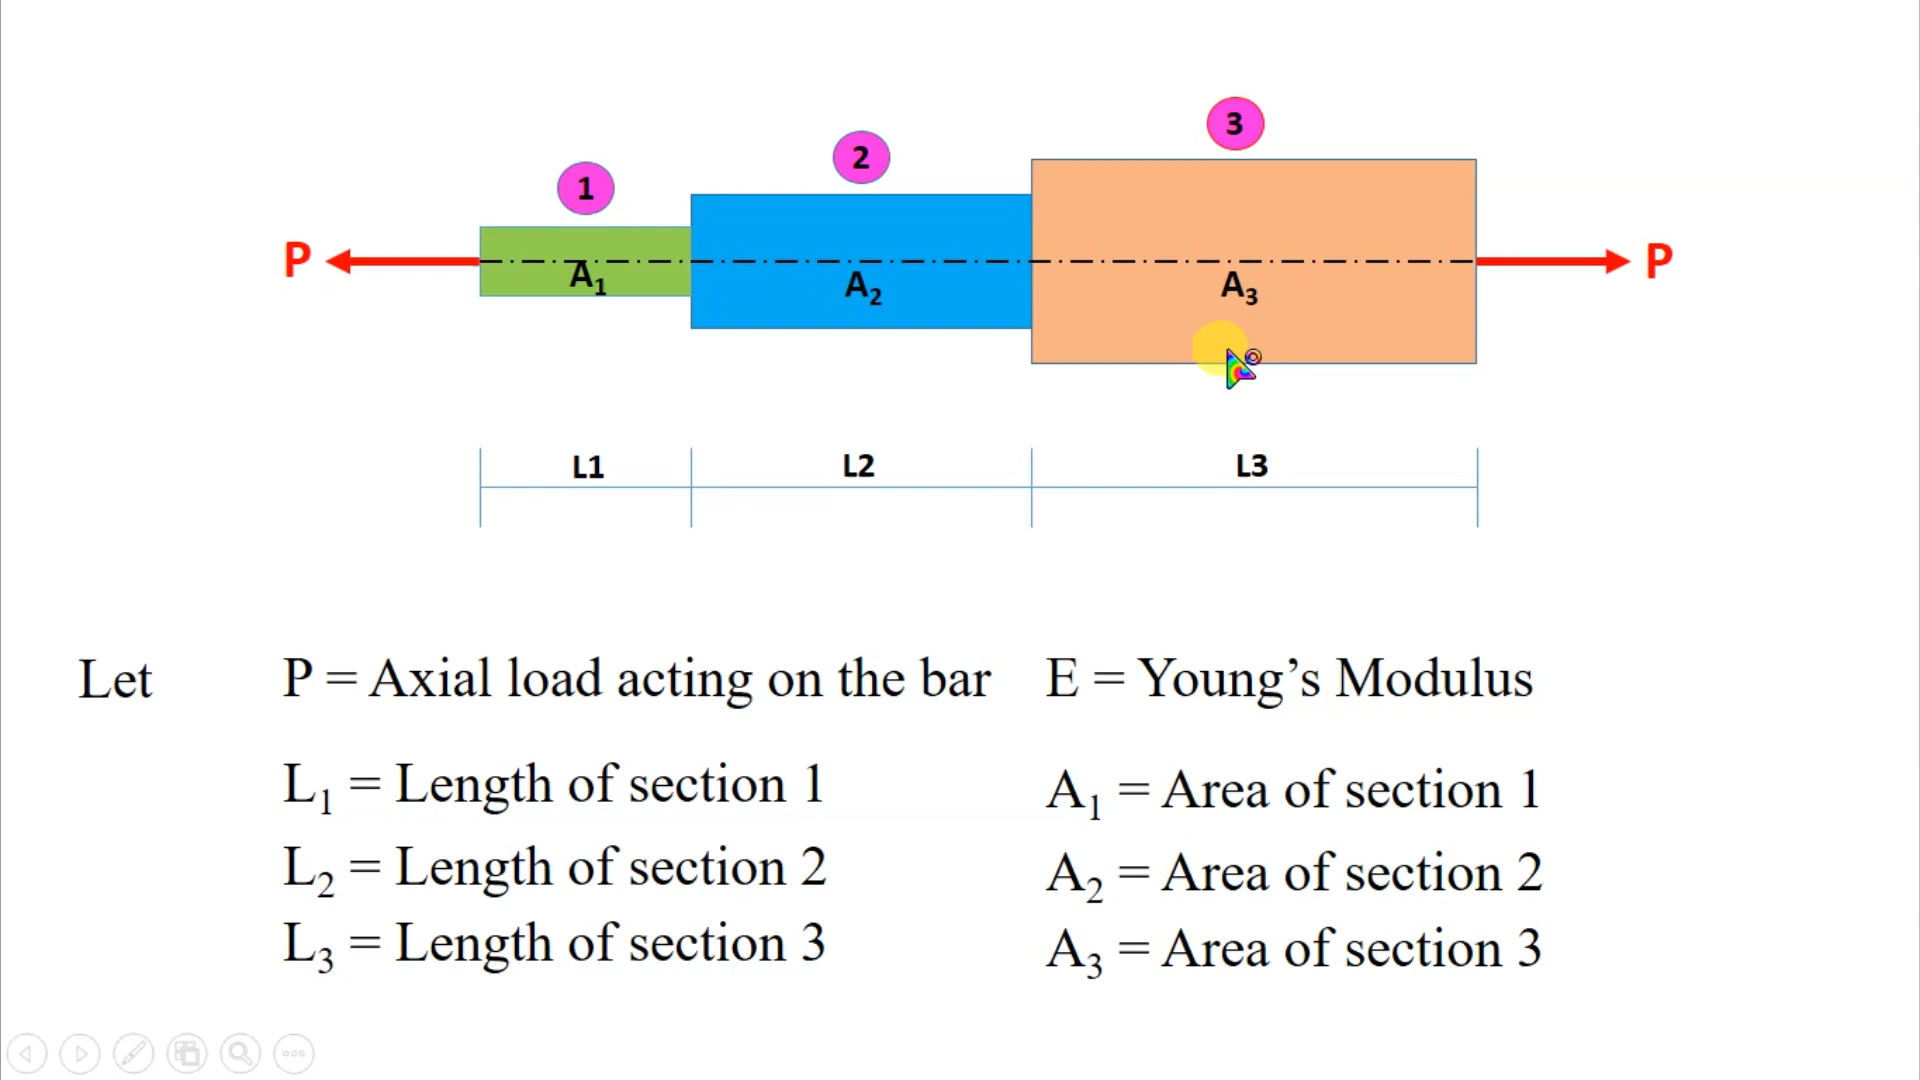 3
2
1
P
P
A₁
A₂
A₃
L1 L2 L3
Let P = Axial load acting on the bar E = Young’s Modulus
L₁ = Length of section 1 A₁ = Area of section 1
L₂ = Length of section 2 A₂ = Area of section 2
L₃ = Length of section 3 A₃ = Area of section 3